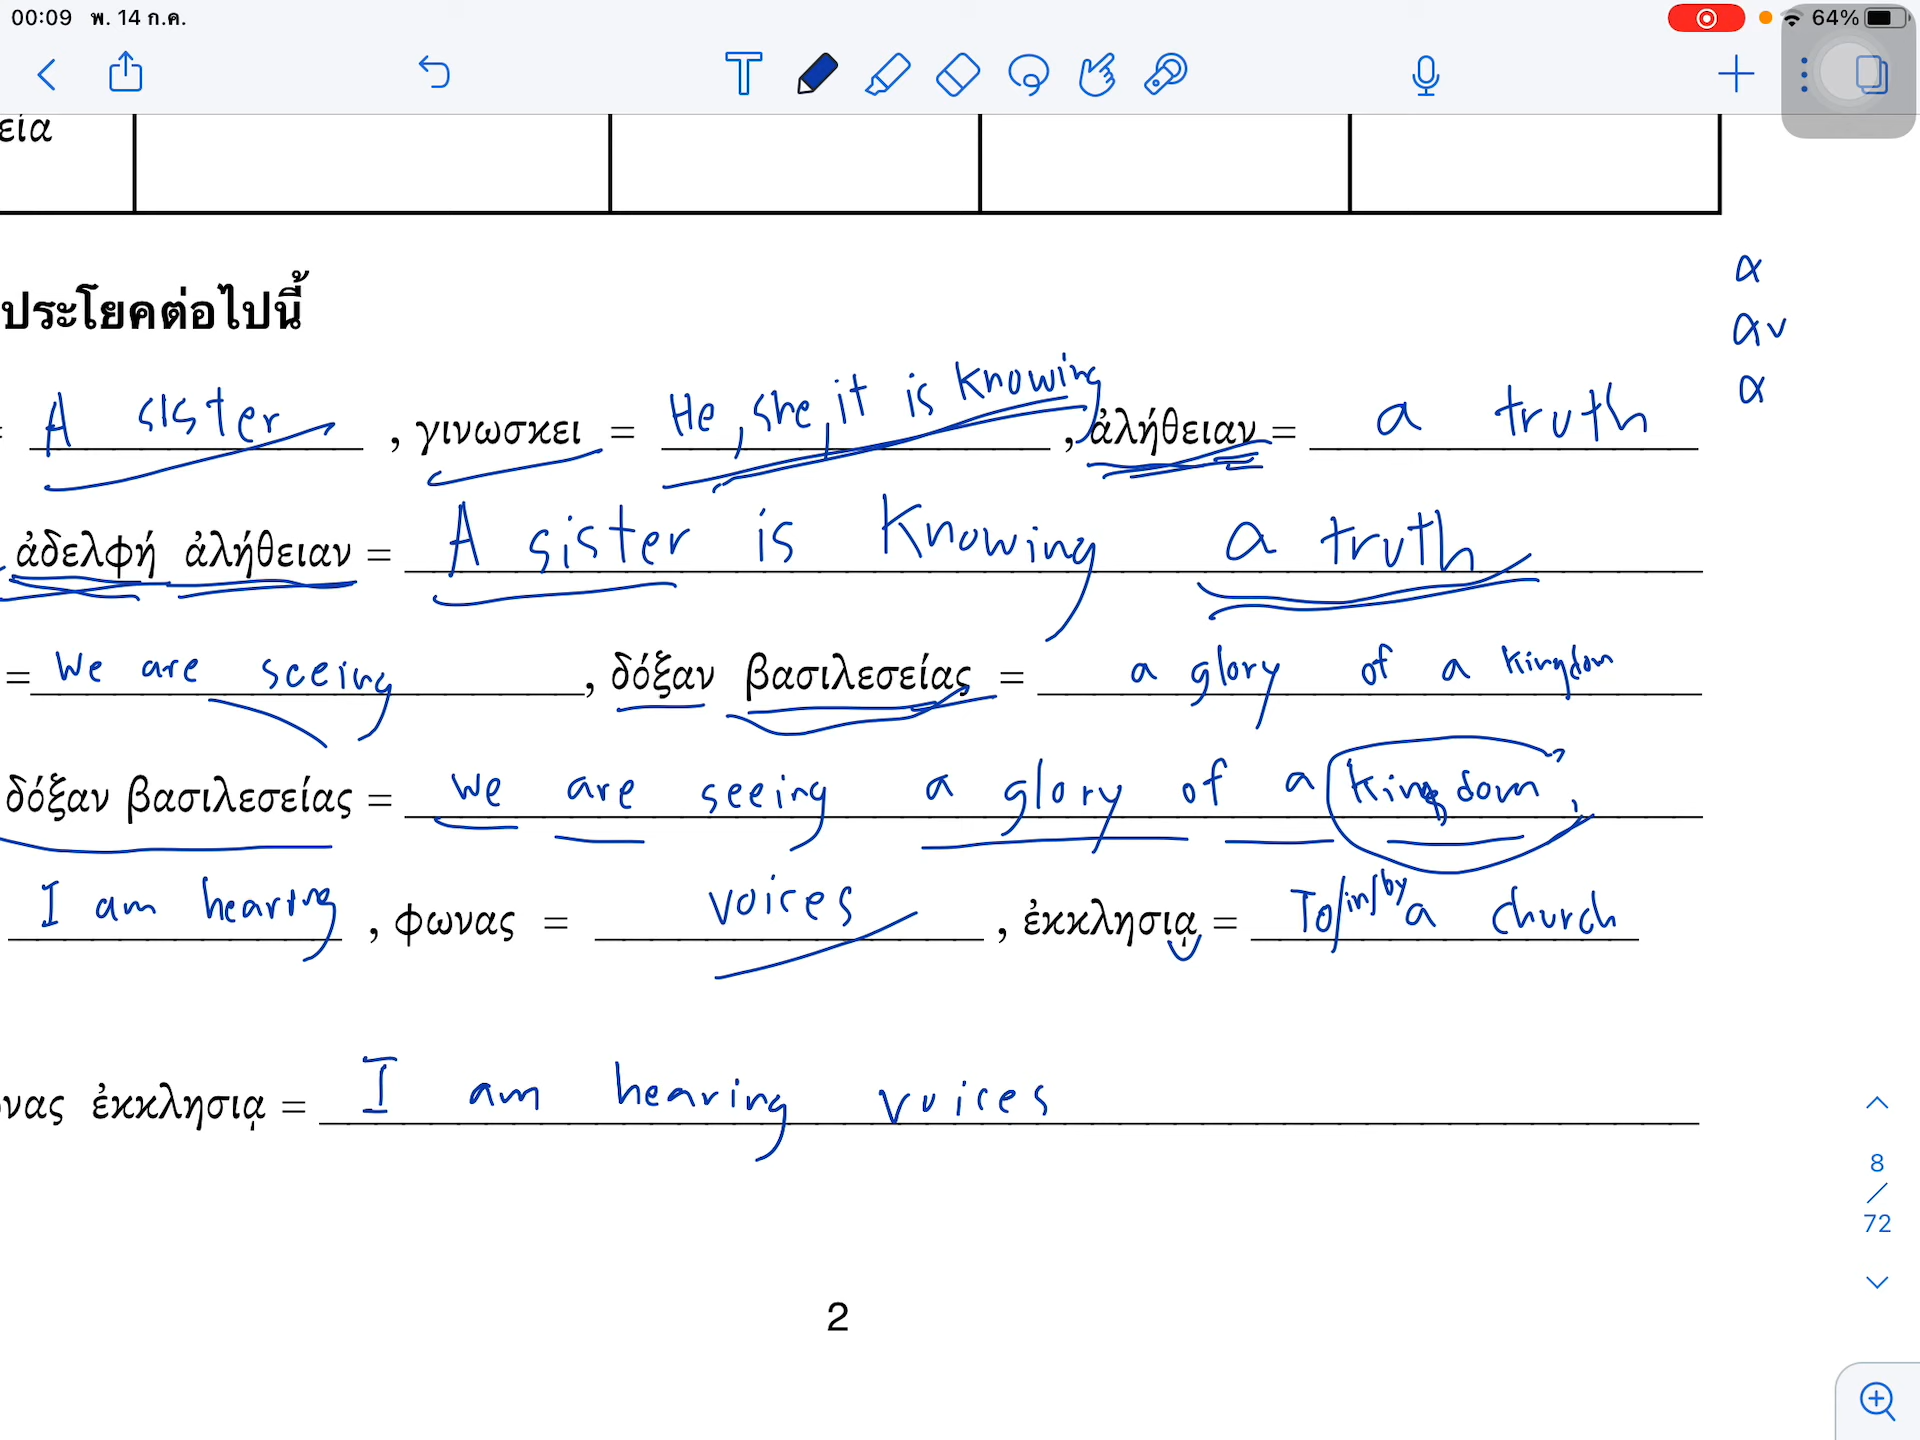 00:09 พ. 14 ก.ค. 64%
εία
ประโยคต่อไปนี้
α
αν
α
= A sister , γινωσκει = He, she, it is Knowing , ἀλήθειαν = a truth
ἀδελφή ἀλήθειαν = A sister is Knowing a truth
= We are seeing , δόξαν βασιλεσείας = a glory of a Kingdom
δόξαν βασιλεσείας = we are seeing a glory of a kingdom,
I am hearing , φωνας = voices , ἐκκλησιᾳ = To/in/by a church
νας ἐκκλησιᾳ = I am hearing voices
8
/
72
2